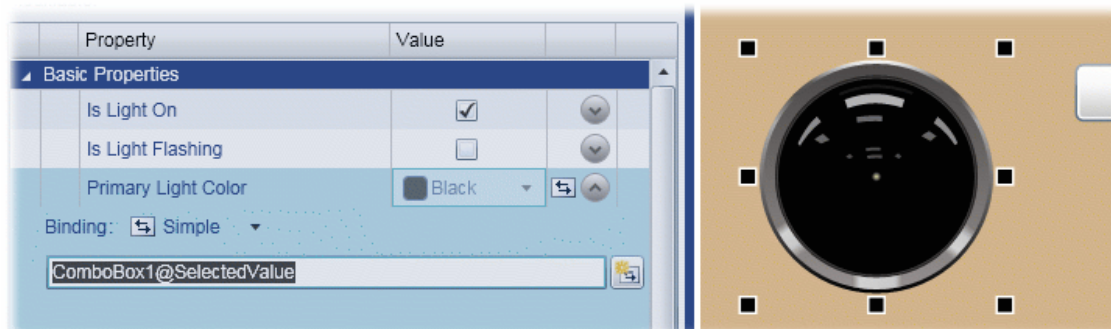 Property Value
Basic Properties
Is Light On
Is Light Flashing
Primary Light Color Black
Binding: Simple
ComboBox1@SelectedValue